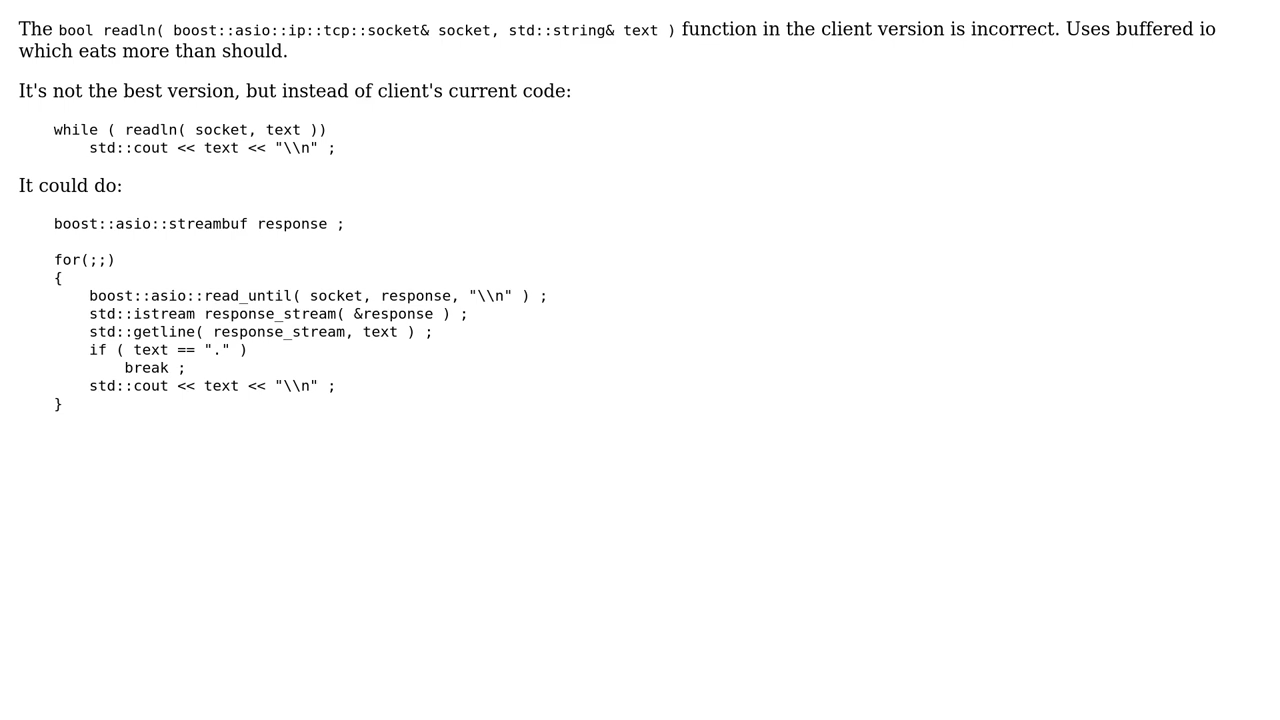 The bool readln( boost::asio::ip::tcp::socket& socket, std::string& text ) function in the client version is incorrect. Uses buffered io
which eats more than should.
It's not the best version, but instead of client's current code:
while ( readln( socket, text ))
    std::cout << text << "\\n" ;
It could do:
boost::asio::streambuf response ;
for(;;)
{
    boost::asio::read_until( socket, response, "\\n" ) ;
    std::istream response_stream( &response ) ;
    std::getline( response_stream, text ) ;
    if ( text == "." )
        break ;
    std::cout << text << "\\n" ;
}